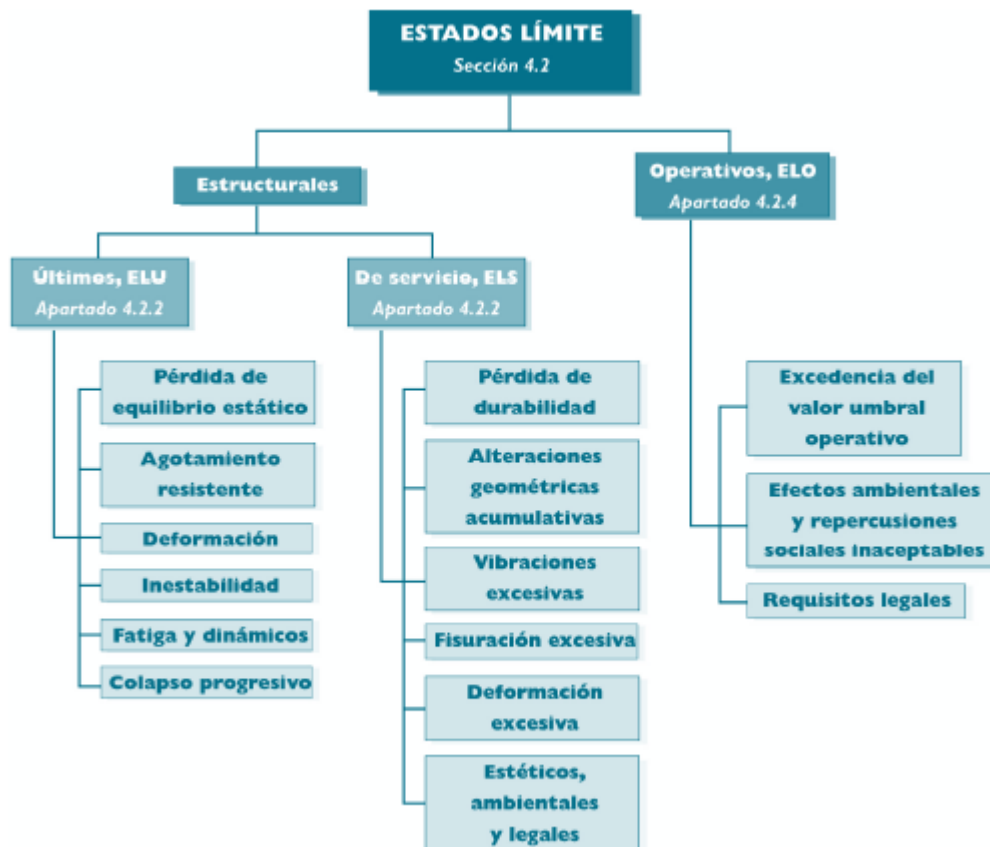 ESTADOS LÍMITE
Sección 4.2
Estructurales
Operativos, ELO
Apartado 4.2.4
Últimos, ELU
Apartado 4.2.2
De servicio, ELS
Apartado 4.2.2
Pérdida de
equilibrio estático
Agotamiento
resistente
Deformación
Inestabilidad
Fatiga y dinámicos
Colapso progresivo
Pérdida de
durabilidad
Alteraciones
geométricas
acumulativas
Vibraciones
excesivas
Fisuración excesiva
Deformación
excesiva
Estéticos,
ambientales
y legales
Excedencia del
valor umbral
operativo
Efectos ambientales
y repercusiones
sociales inaceptables
Requisitos legales